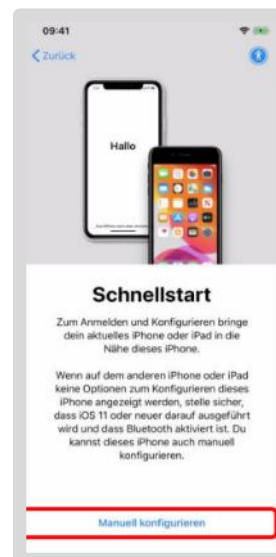 09:41
Zurück
Hallo
Schnellstart
Zum Anmelden und Konfigurieren bringe
dein aktuelles iPhone oder iPad in die
Nähe dieses iPhone.
Wenn auf dem anderen iPhone oder iPad
keine Optionen zum Konfigurieren dieses
iPhone angezeigt werden, stelle sicher,
dass iOS 11 oder neuer darauf ausgeführt
wird und dass Bluetooth aktiviert ist. Du
kannst dieses iPhone auch manuell
konfigurieren.
Manuell konfigurieren